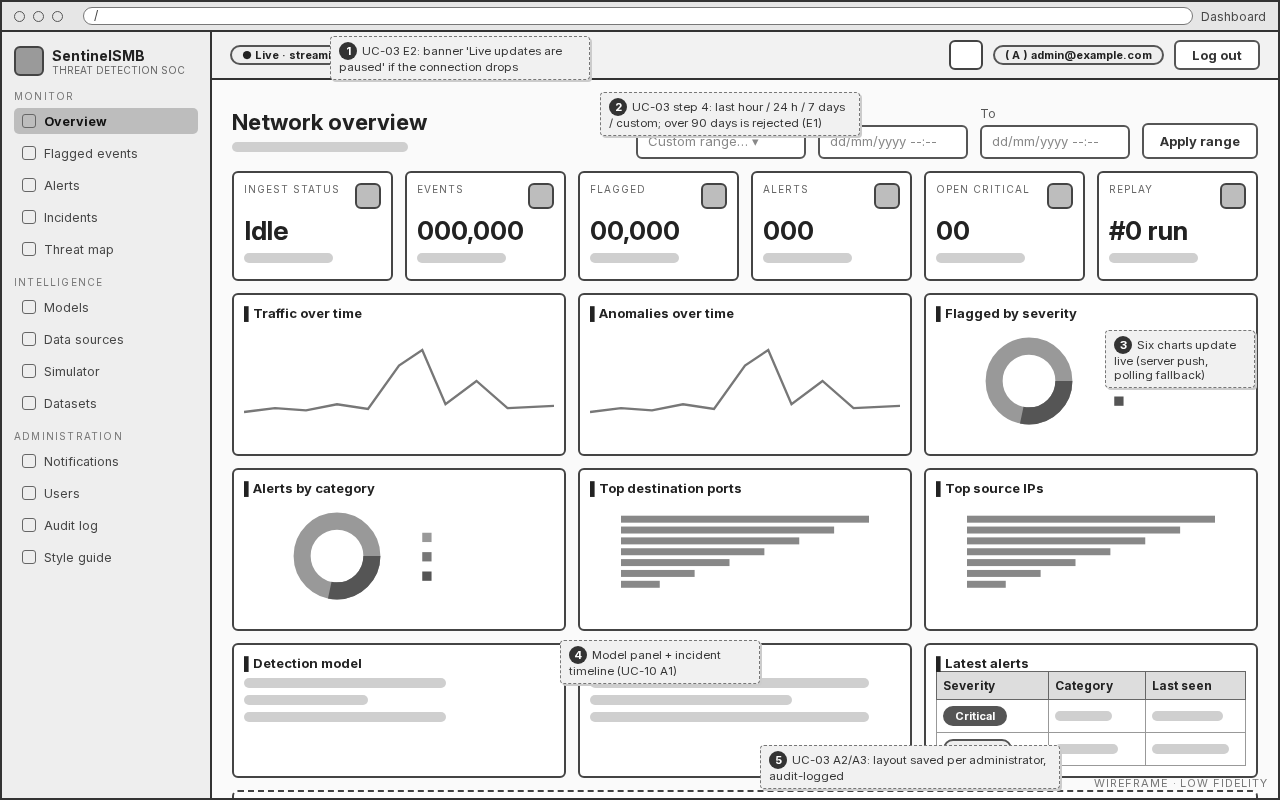 /
Dashboard
SentinelSMB
THREAT DETECTION SOC
MONITOR
Overview
Flagged events
Alerts
Incidents
Threat map
INTELLIGENCE
Models
Data sources
Simulator
Datasets
ADMINISTRATION
Notifications
Users
Audit log
Style guide
● Live · streami
1 UC-03 E2: banner 'Live updates are
paused' if the connection drops
( A ) admin@example.com
Log out
Network overview
2 UC-03 step 4: last hour / 24 h / 7 days
/ custom; over 90 days is rejected (E1)
Custom range... ▾
dd/mm/yyyy --:--
To
dd/mm/yyyy --:--
Apply range
INGEST STATUS
Idle
EVENTS
000,000
FLAGGED
00,000
ALERTS
000
OPEN CRITICAL
00
REPLAY
#0 run
Traffic over time
Anomalies over time
Flagged by severity
3 Six charts update
live (server push,
polling fallback)
Alerts by category
Top destination ports
Top source IPs
Detection model
4 Model panel + incident
timeline (UC-10 A1)
Latest alerts
Severity Category Last seen
Critical
5 UC-03 A2/A3: layout saved per administrator,
audit-logged
WIREFRAME · LOW FIDELITY